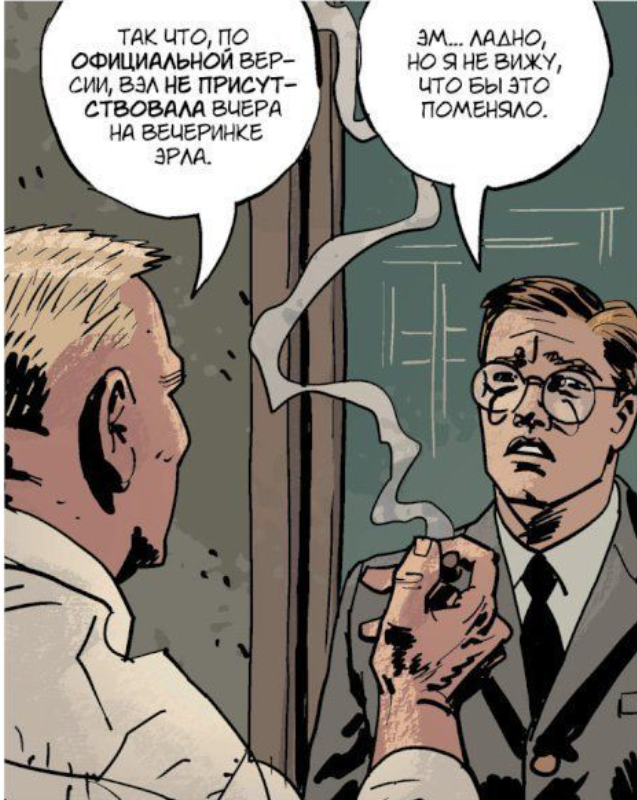 ТАК ЧТО, ПО
ОФИЦИАЛЬНОЙ ВЕР-
СИИ, ВЭЛ НЕ ПРИСУТ-
СТВОВАЛА ВЧЕРА
НА ВЕЧЕРИНКЕ
ЭРЛА.
ЭМ... ЛАДНО,
НО Я НЕ ВИЖУ,
ЧТО БЫ ЭТО
ПОМЕНЯЛО.